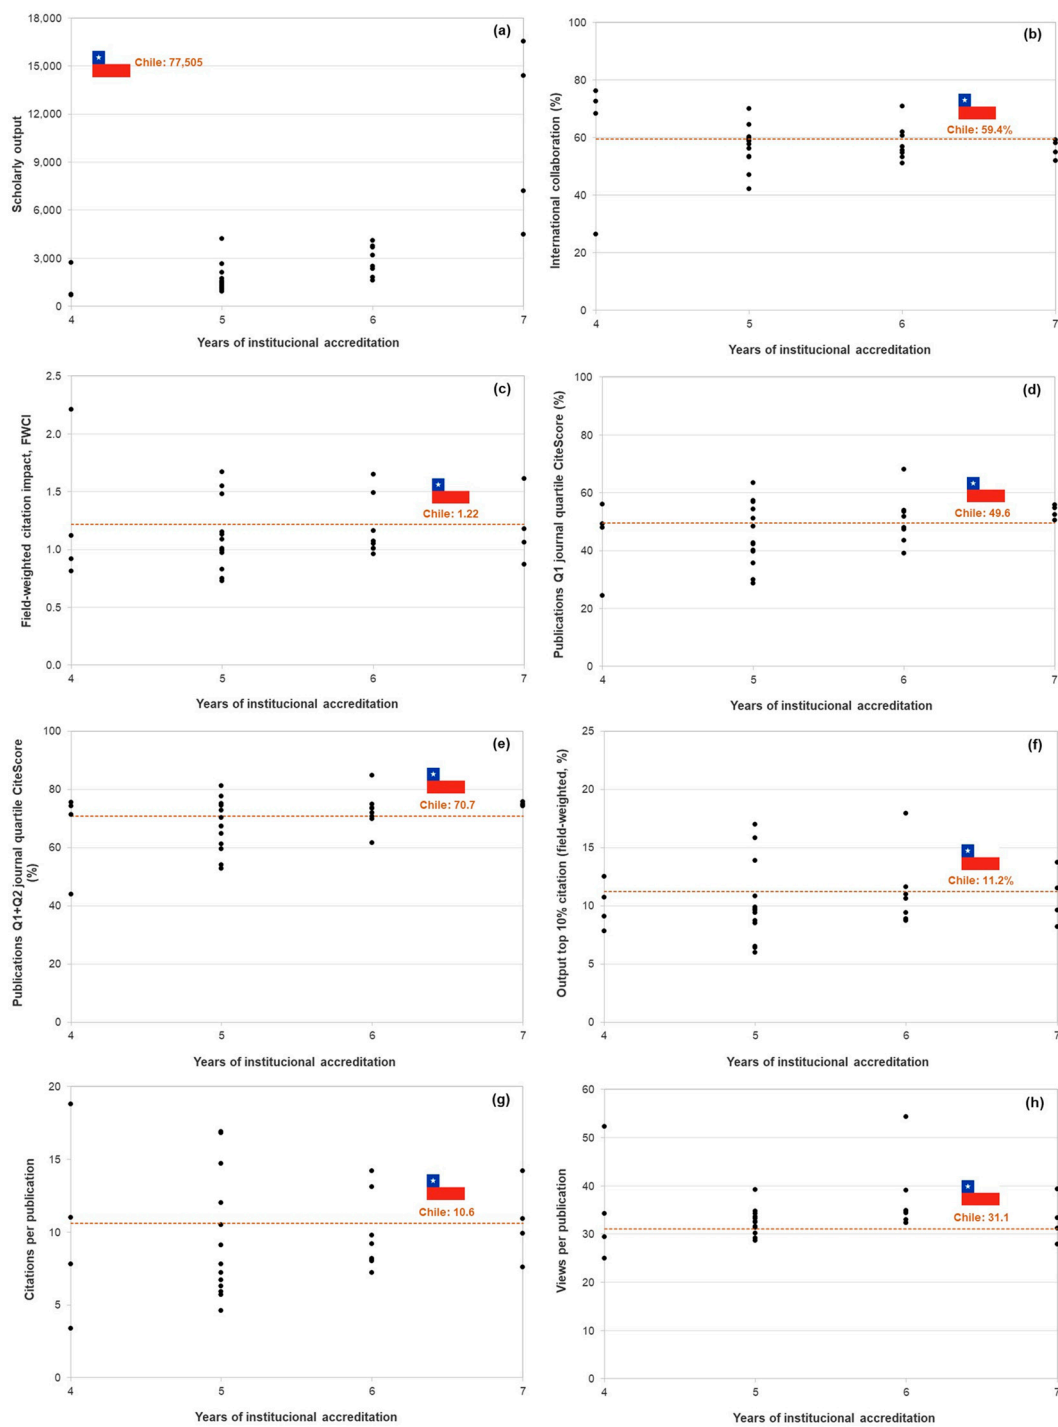 (a)
18,000
15,000
12,000
9,000
6,000
3,000
0
Scholarly output
Chile: 77,505
4 5 6 7
Years of institucional accreditation
(b)
100
80
60
40
20
0
International collaboration (%)
Chile: 59.4%
4 5 6 7
Years of institucional accreditation
(c)
2.5
2.0
1.5
1.0
0.5
0.0
Field-weighted citation impact, FWCI
Chile: 1.22
4 5 6 7
Years of institucional accreditation
(d)
100
80
60
40
20
0
Publications Q1 journal quartile CiteScore (%)
Chile: 49.6
4 5 6 7
Years of institucional accreditation
(e)
100
80
60
40
20
0
Publications Q1+Q2 journal quartile CiteScore
(%)
Chile: 70.7
4 5 6 7
Years of institucional accreditation
(f)
25
20
15
10
5
0
Output top 10% citation (field-weighted, %)
Chile: 11.2%
4 5 6 7
Years of institucional accreditation
(g)
20
15
10
5
0
Citations per publication
Chile: 10.6
4 5 6 7
Years of institucional accreditation
(h)
60
50
40
30
20
10
0
Views per publication
Chile: 31.1
4 5 6 7
Years of institucional accreditation